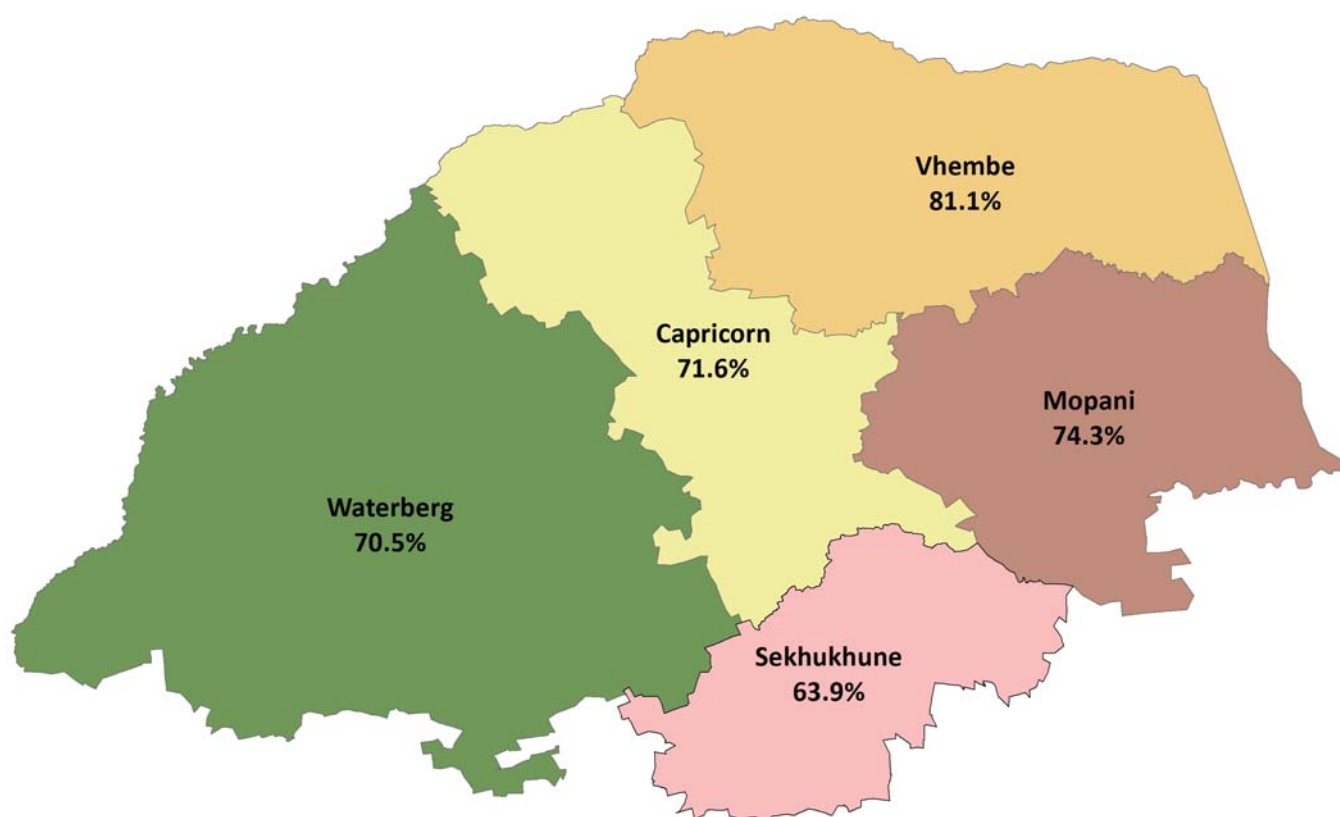 Vhembe
81.1%
Capricorn
71.6%
Mopani
74.3%
Waterberg
70.5%
Sekhukhune
63.9%